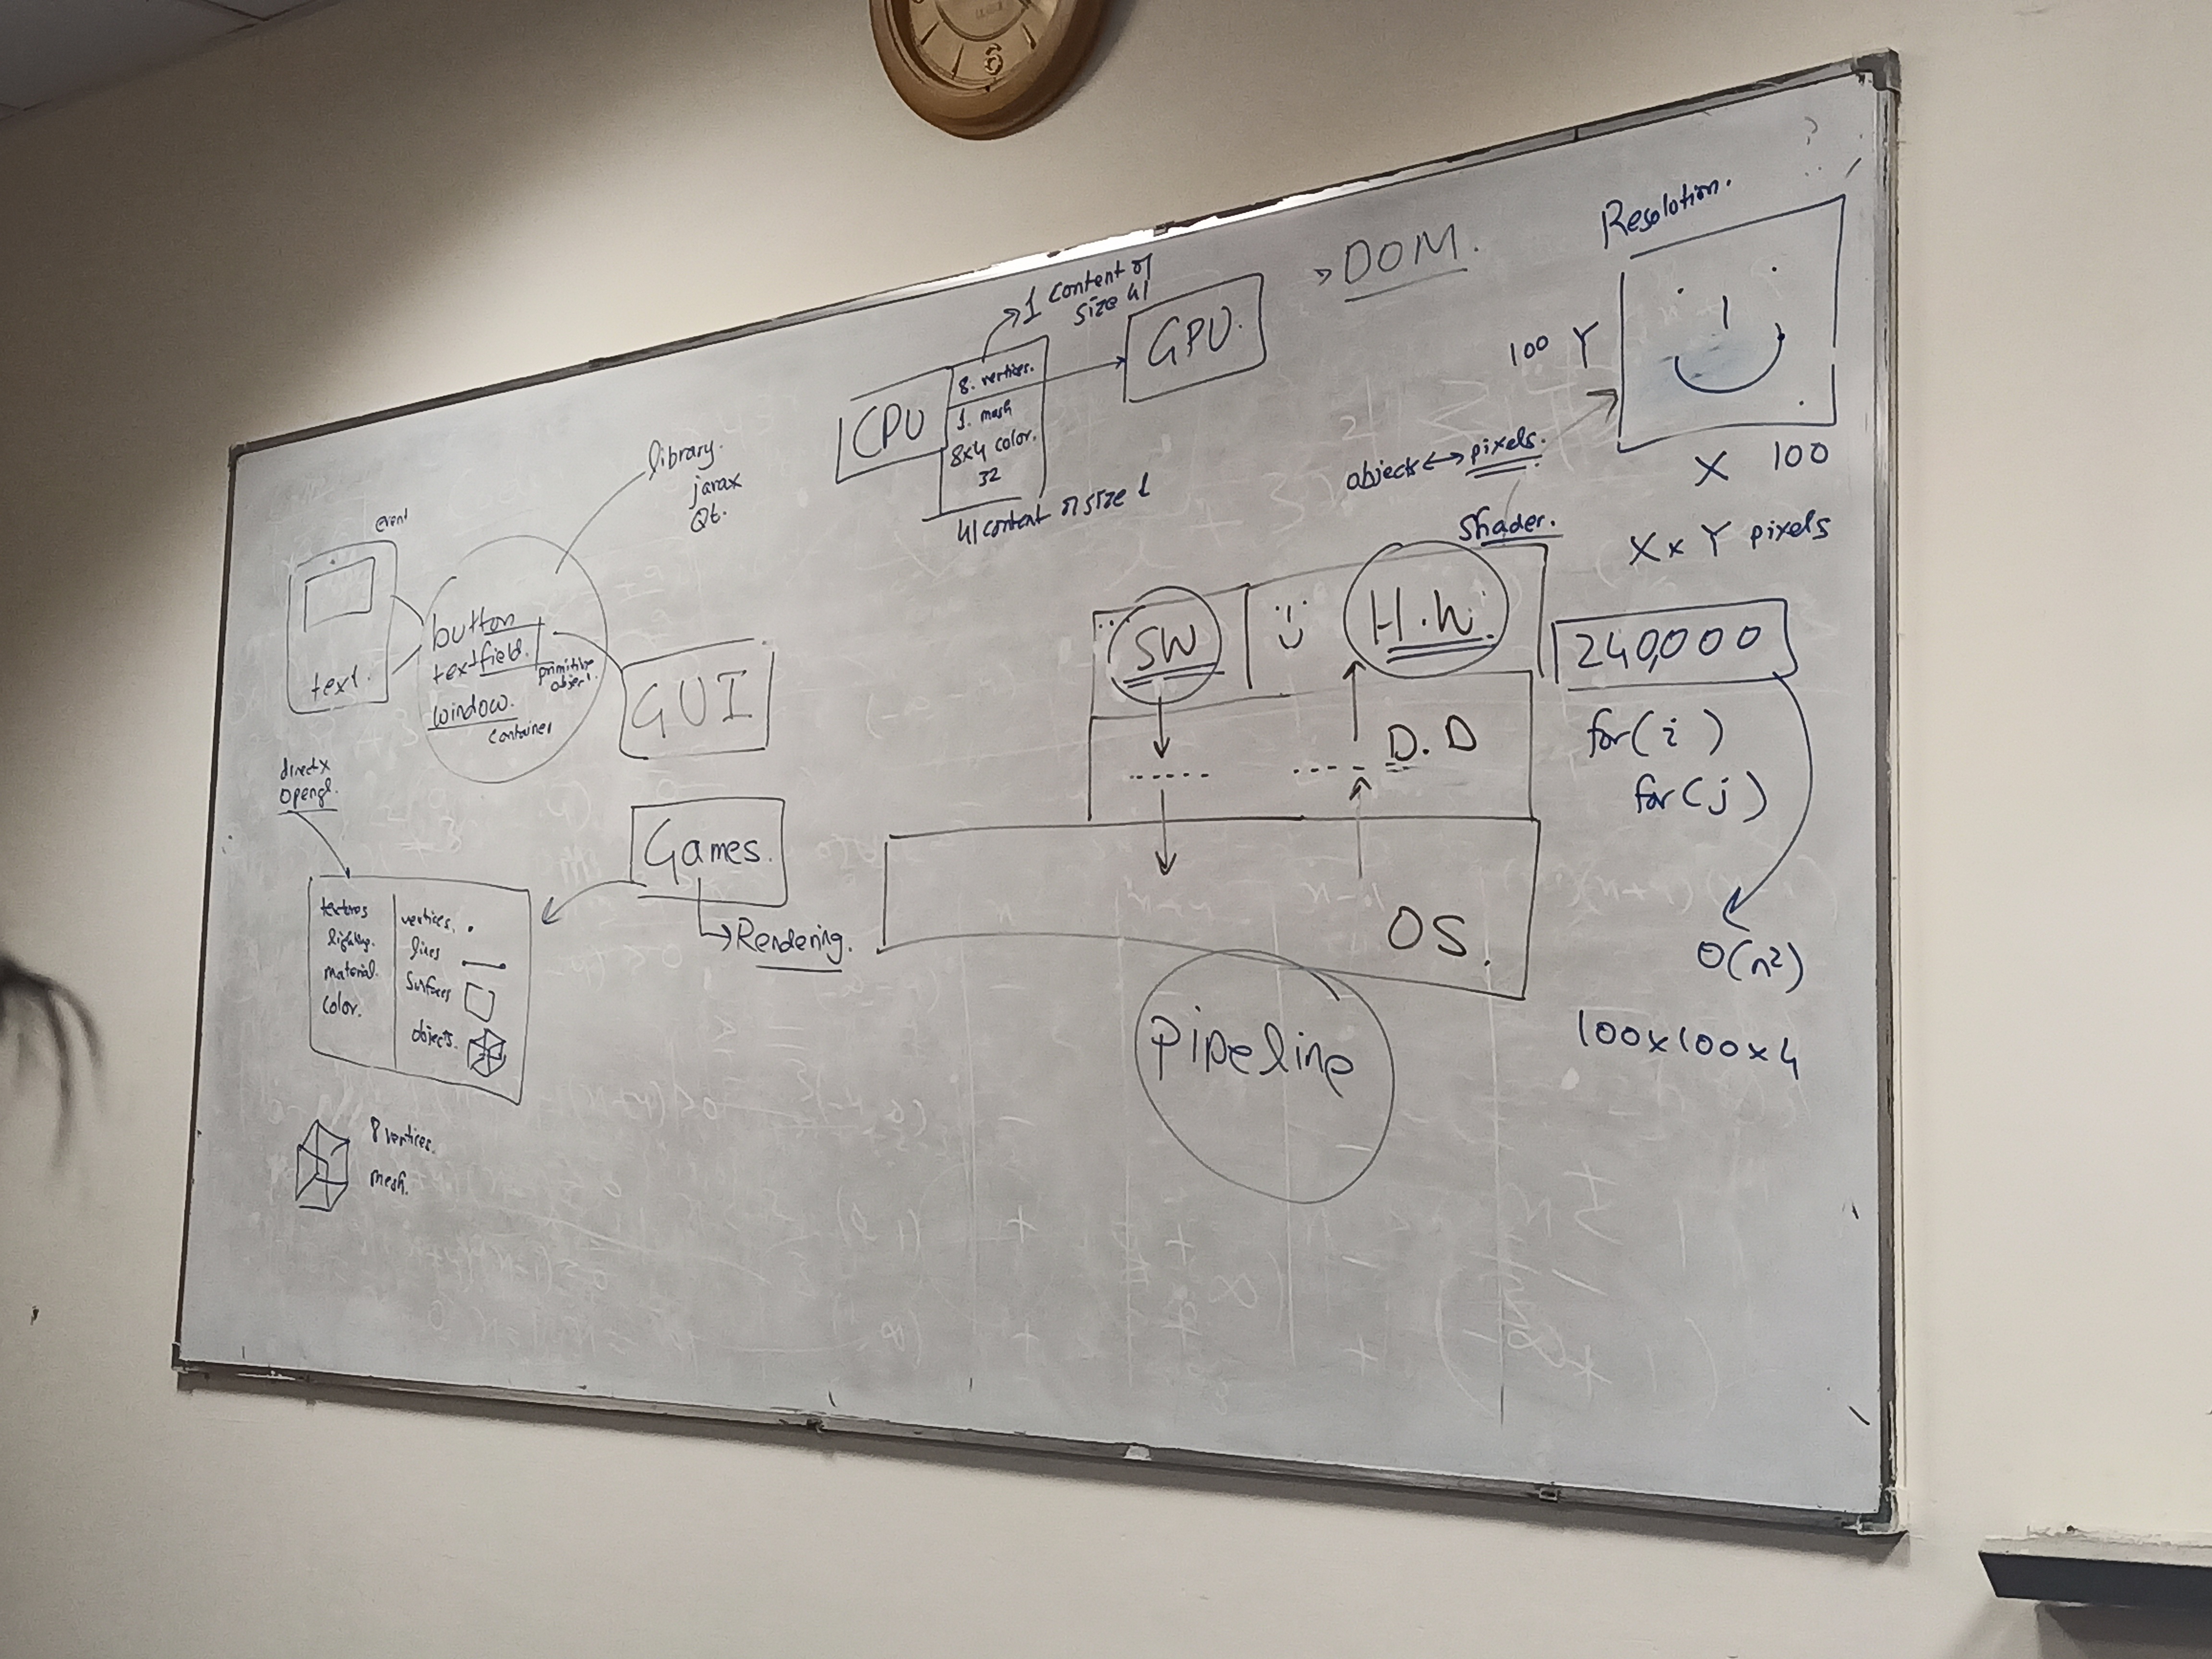 6
Resolution.
» DOM.
1 content of
size 41
GPU.
CPU
8. vertices.
1. mesh
8x4 color.
32
41 content of size 1
100 Y
X 100
objects ↔ pixels.
Shader.
X x Y pixels
library.
javax
Qt.
event
text.
button
textfield.
primitive
object.
window.
container
GUI
SW
H.W.
D.D
OS.
240,000
for( i )
for( j )
O(n²)
100x100x4
directx
Opengl.
Games.
Rendering.
textures
lighting.
material.
color.
vertices.
lines
Surfaces
objects.
Pipeline
8 vertices.
mesh.